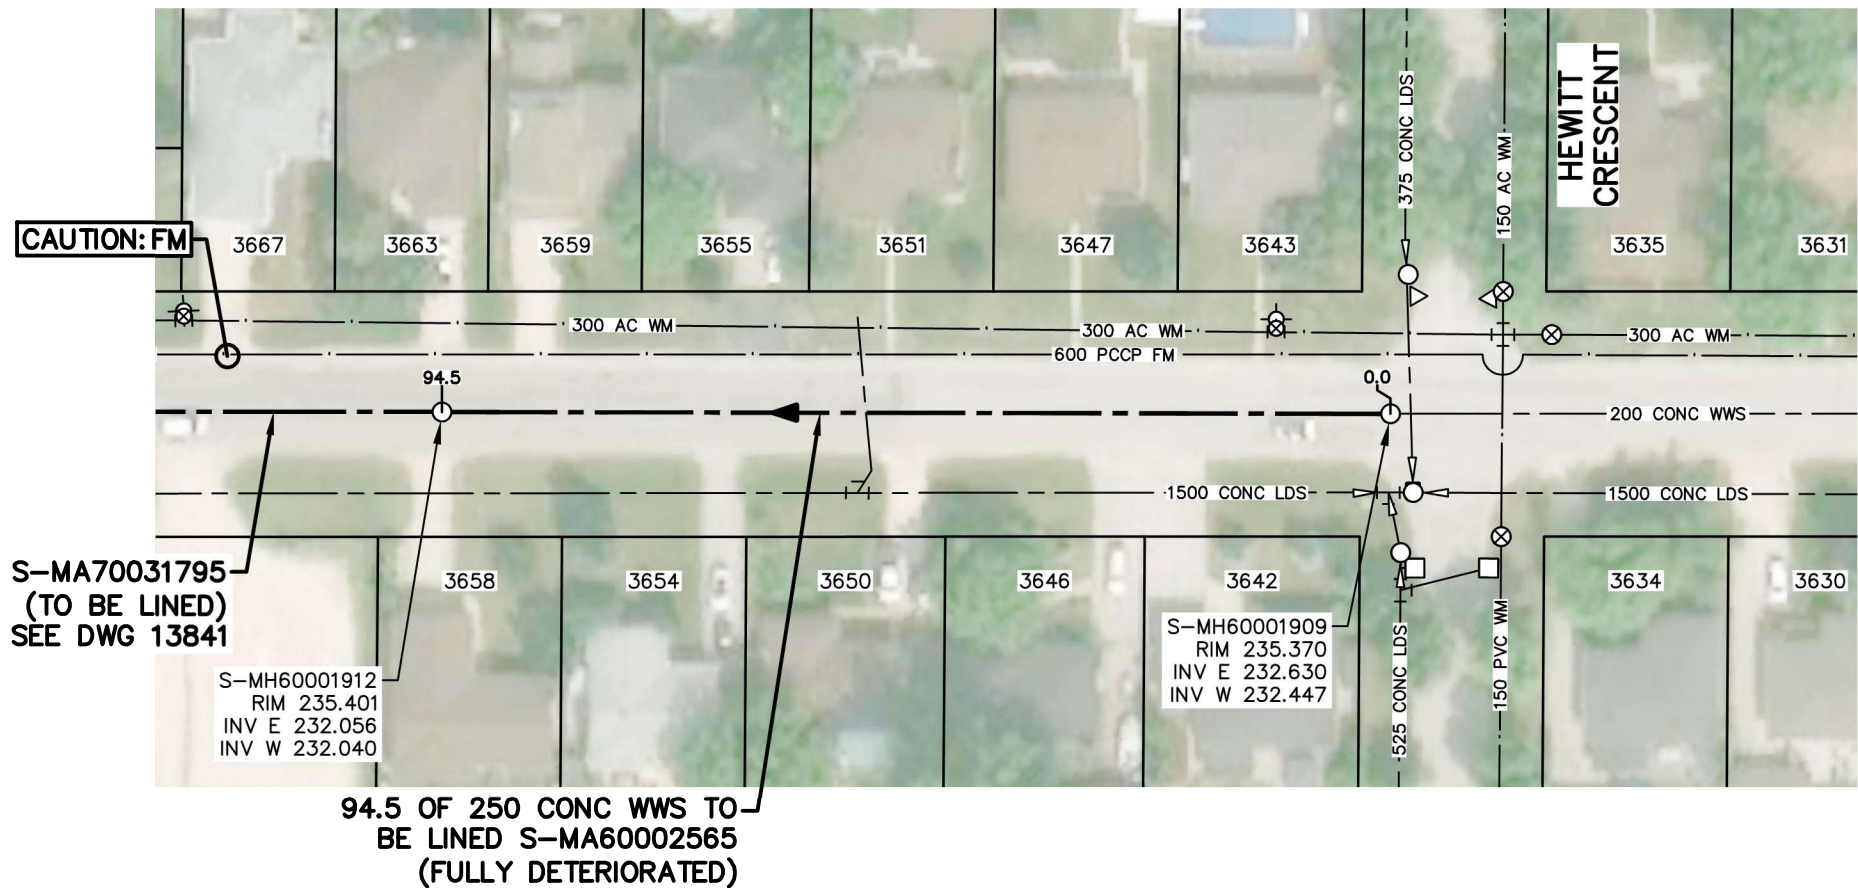 HEWITT
CRESCENT
375 CONC LDS
150 AC WM
CAUTION: FM
3667
3663
3659
3655
3651
3647
3643
3635
3631
300 AC WM
300 AC WM
300 AC WM
600 PCCP FM
94.5
0.0
200 CONC WWS
1500 CONC LDS
1500 CONC LDS
S-MA70031795
(TO BE LINED)
SEE DWG 13841
3658
3654
3650
3646
3642
3634
3630
S-MH60001912
RIM 235.401
INV E 232.056
INV W 232.040
S-MH60001909
RIM 235.370
INV E 232.630
INV W 232.447
525 CONC LDS
150 PVC WM
94.5 OF 250 CONC WWS TO
BE LINED S-MA60002565
(FULLY DETERIORATED)